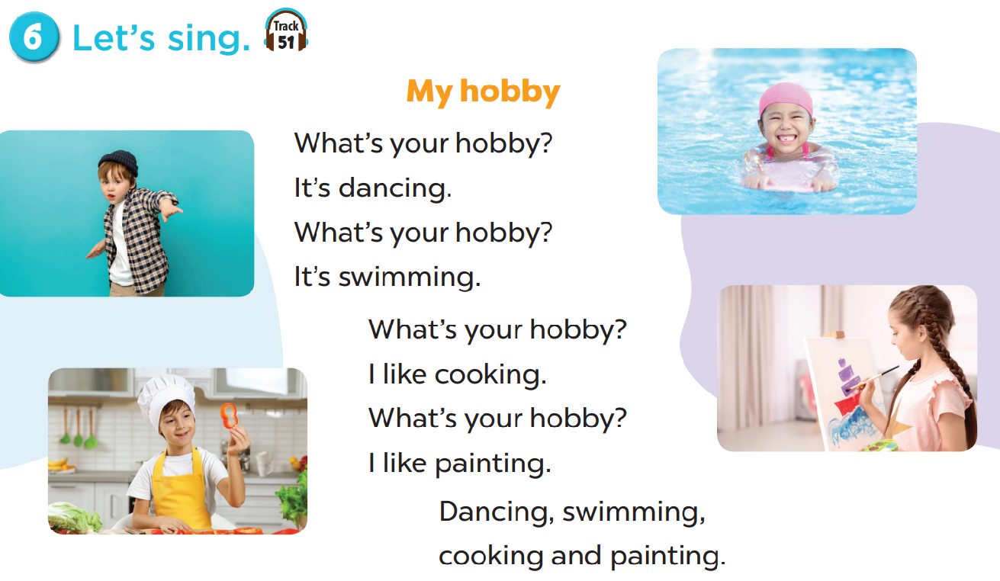 6 Let's sing.
Track
51
My hobby
What's your hobby?
It's dancing.
What's your hobby?
It's swimming.
What's your hobby?
I like cooking.
What's your hobby?
I like painting.
Dancing, swimming,
cooking and painting.